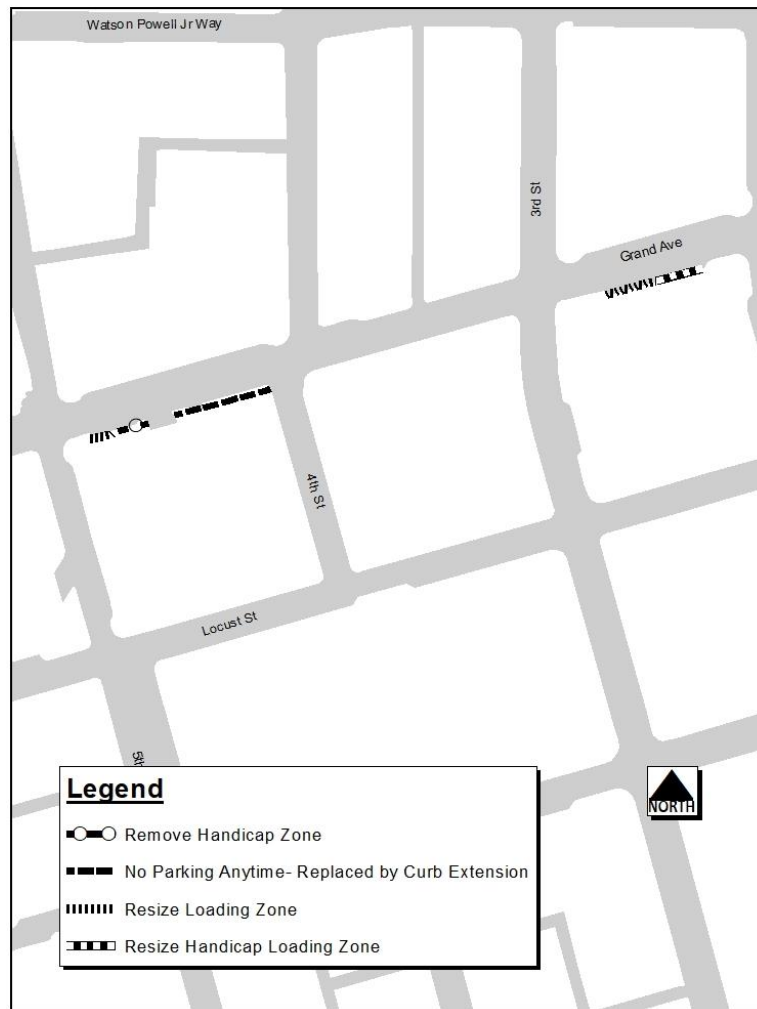 Watson Powell Jr Way
3rd St
Grand Ave
4th St
Locust St
5th
Legend
Remove Handicap Zone
No Parking Anytime- Replaced by Curb Extension
Resize Loading Zone
Resize Handicap Loading Zone
NORTH